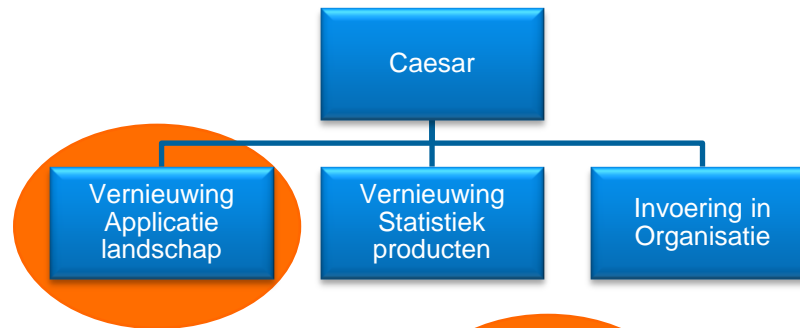 Caesar
Vernieuwing
Applicatie
landschap
Vernieuwing
Statistiek
producten
Invoering in
Organisatie